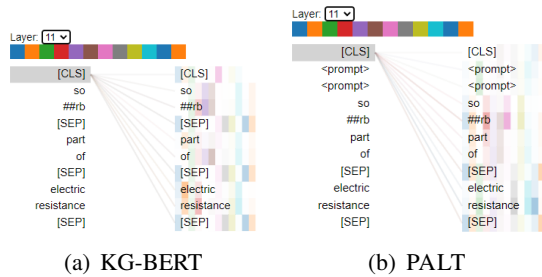 Layer: 11
[CLS] [CLS]
so so
##rb ##rb
[SEP] [SEP]
part part
of of
[SEP] [SEP]
electric electric
resistance resistance
[SEP] [SEP]
(a) KG-BERT
Layer: 11
[CLS] [CLS]
<prompt> <prompt>
<prompt> <prompt>
so so
##rb ##rb
[SEP] [SEP]
part part
of of
[SEP] [SEP]
electric electric
resistance resistance
[SEP] [SEP]
(b) PALT